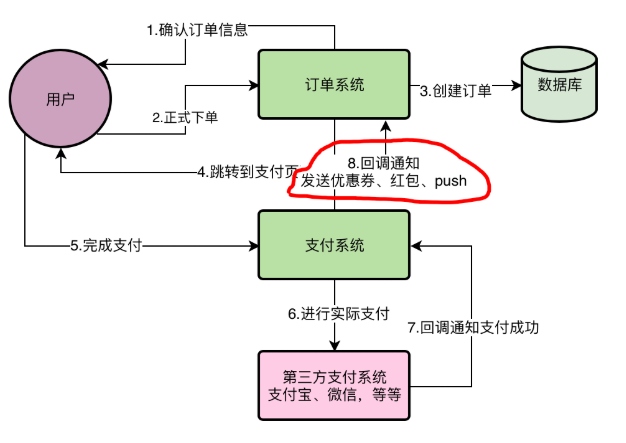 1.确认订单信息
用户
订单系统
3.创建订单
数据库
2.正式下单
8.回调通知
发送优惠券、红包、push
4.跳转到支付页
5.完成支付
支付系统
6.进行实际支付
7.回调通知支付成功
第三方支付系统
支付宝、微信，等等